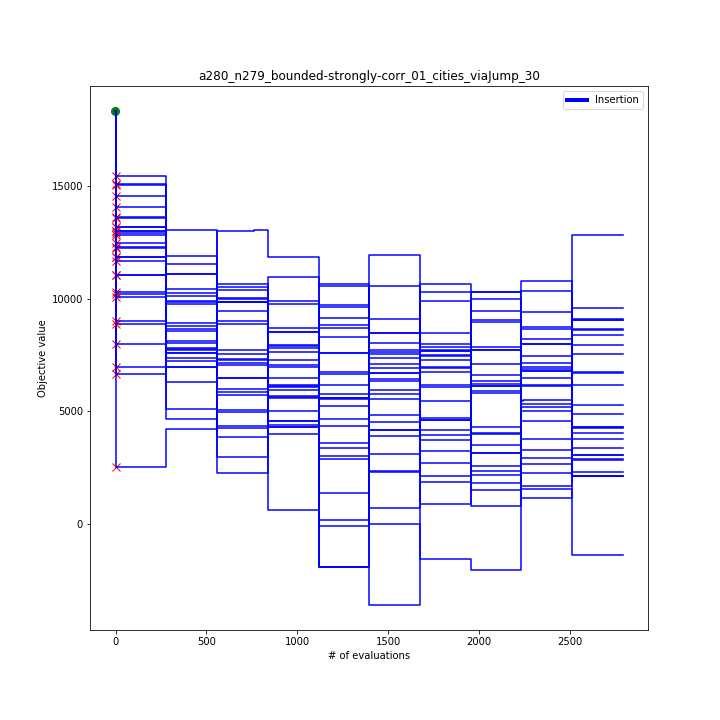 a280_n279_bounded-strongly-corr_01_cities_viaJump_30
Insertion
Objective value
15000
10000
5000
0
0 500 1000 1500 2000 2500
# of evaluations